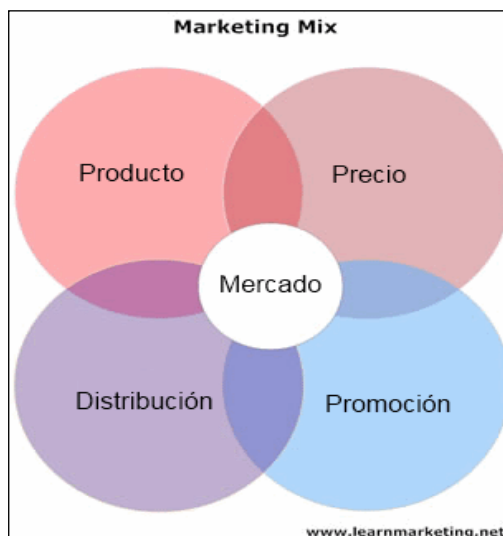 Marketing Mix
Producto
Precio
Mercado
Distribución
Promoción
www.learnmarketing.net